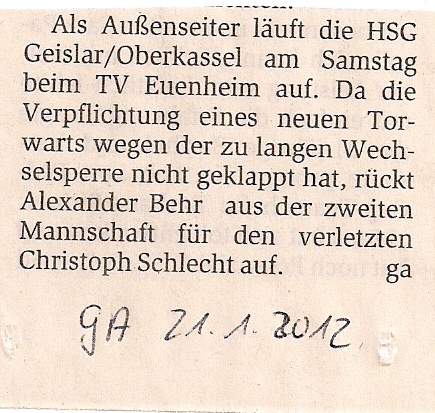 Als Außenseiter läuft die HSG
Geislar/Oberkassel am Samstag
beim TV Euenheim auf. Da die
Verpflichtung eines neuen Tor-
warts wegen der zu langen Wech-
selsperre nicht geklappt hat, rückt
Alexander Behr aus der zweiten
Mannschaft für den verletzten
Christoph Schlecht auf. ga
GA 21.1.2012